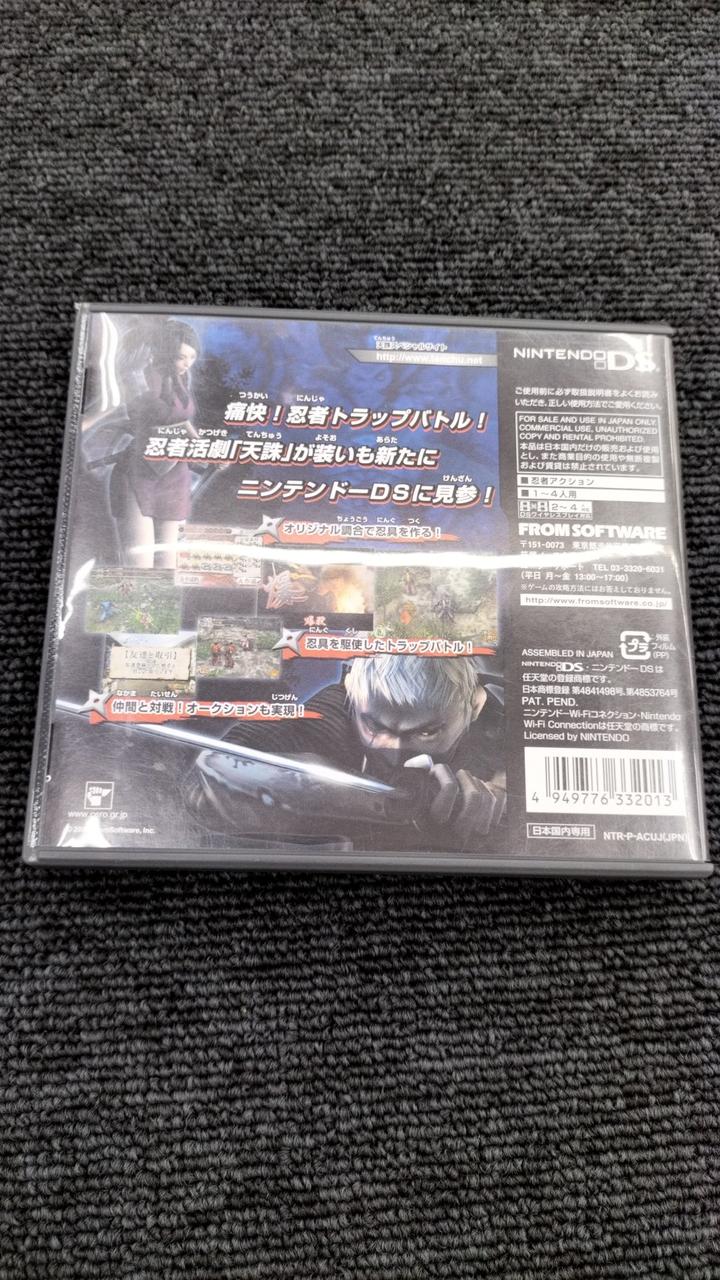 天誅スペシャルサイト
http://www.tenchu.net
痛快！忍者トラップバトル！
忍者活劇「天誅」が装いも新たに
ニンテンドーDSに見参！
オリジナル調合で忍具を作る！
爆
爆殺
忍具を駆使したトラップバトル！
【友達と取引】
仲間と対戦！オークションも実現！
www.cero.gr.jp
NINTENDO DS
ご使用前に必ず取扱説明書をよくお読み
いただき、正しい使用方法でご使用ください。
FOR SALE AND USE IN JAPAN ONLY.
COMMERCIAL USE, UNAUTHORIZED
COPY AND RENTAL PROHIBITED.
本品は日本国内だけの販売および使用
とし、また商業目的の使用や無断複製
および賃貸は禁止されています。
■忍者アクション
■1～4人用
2～4
DSワイヤレスプレイ対応
FROMSOFTWARE
〒151-0073 東京都
TEL 03-3320-6031
(平日 月～金 13:00～17:00)
※ゲームの攻略方法にはお答えしておりません。
http://www.fromsoftware.co.jp/
ASSEMBLED IN JAPAN
プラ
外装
フィルム
(PP)
NINTENDO DS・ニンテンドーDSは
任天堂の登録商標です。
日本商標登録 第4841498号、第4853764号
PAT. PEND.
ニンテンドーWi-Fiコネクション・Nintendo
Wi-Fi Connectionは任天堂の商標です。
Licensed by NINTENDO
4 949776 332013
日本国内専用
NTR-P-ACUJ(JPN)